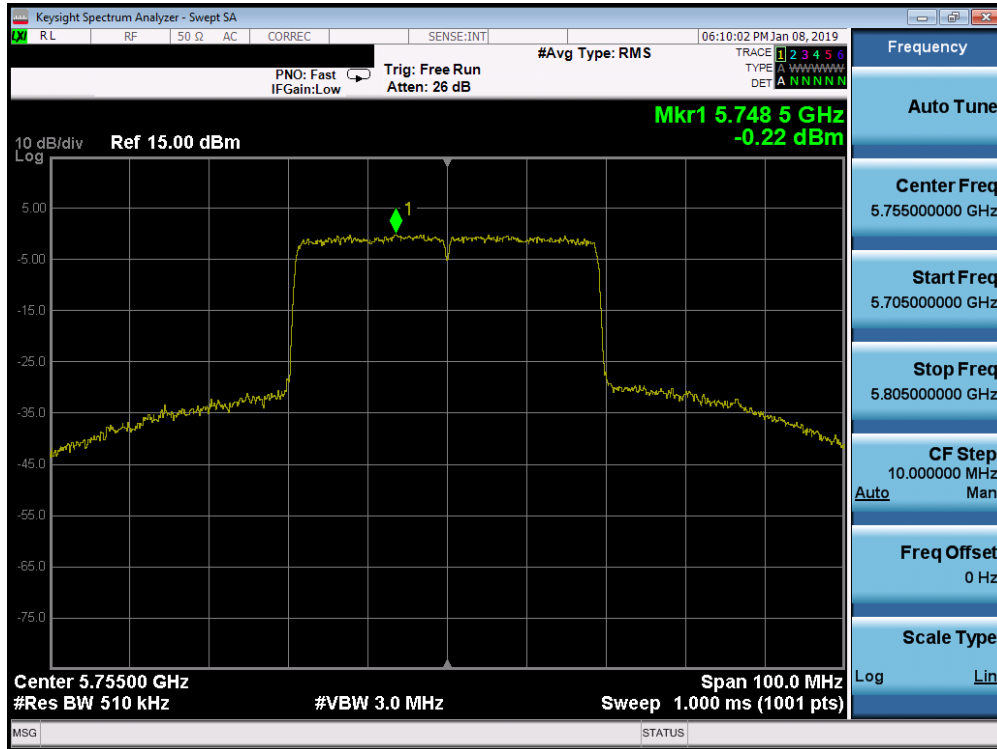 Keysight Spectrum Analyzer - Swept SA
LXI RL RF 50 Ω AC CORREC SENSE:INT 06:10:02 PM Jan 08, 2019
#Avg Type: RMS
TRACE 1 2 3 4 5 6
TYPE A WWWWW
DET A N N N N N
PNO: Fast
IFGain:Low
Trig: Free Run
Atten: 26 dB
Mkr1 5.748 5 GHz
-0.22 dBm
10 dB/div
Log
Ref 15.00 dBm
1
5.00
-5.00
-15.0
-25.0
-35.0
-45.0
-55.0
-65.0
-75.0
Center 5.75500 GHz
Span 100.0 MHz
#Res BW 510 kHz
#VBW 3.0 MHz
Sweep 1.000 ms (1001 pts)
MSG
STATUS
Frequency
Auto Tune
Center Freq
5.755000000 GHz
Start Freq
5.705000000 GHz
Stop Freq
5.805000000 GHz
CF Step
10.000000 MHz
Auto Man
Freq Offset
0 Hz
Scale Type
Log Lin